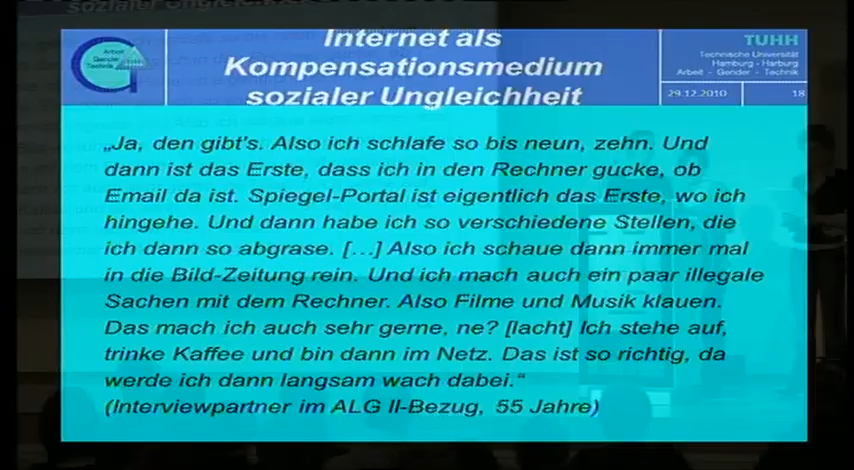 sozialer Ungleichheit
Internet als
Kompensationsmedium
sozialer Ungleichheit
Arbeit
Gender
Technik
TUHH
Technische Universität
Hamburg - Harburg
Arbeit - Gender - Technik
29.12.2010
18
„Ja, den gibt's. Also ich schlafe so bis neun, zehn. Und
dann ist das Erste, dass ich in den Rechner gucke, ob
Email da ist. Spiegel-Portal ist eigentlich das Erste, wo ich
hingehe. Und dann habe ich so verschiedene Stellen, die
ich dann so abgrase. […] Also ich schaue dann immer mal
in die Bild-Zeitung rein. Und ich mach auch ein paar illegale
Sachen mit dem Rechner. Also Filme und Musik klauen.
Das mach ich auch sehr gerne, ne? [lacht] Ich stehe auf,
trinke Kaffee und bin dann im Netz. Das ist so richtig, da
werde ich dann langsam wach dabei.“
(Interviewpartner im ALG II-Bezug, 55 Jahre)